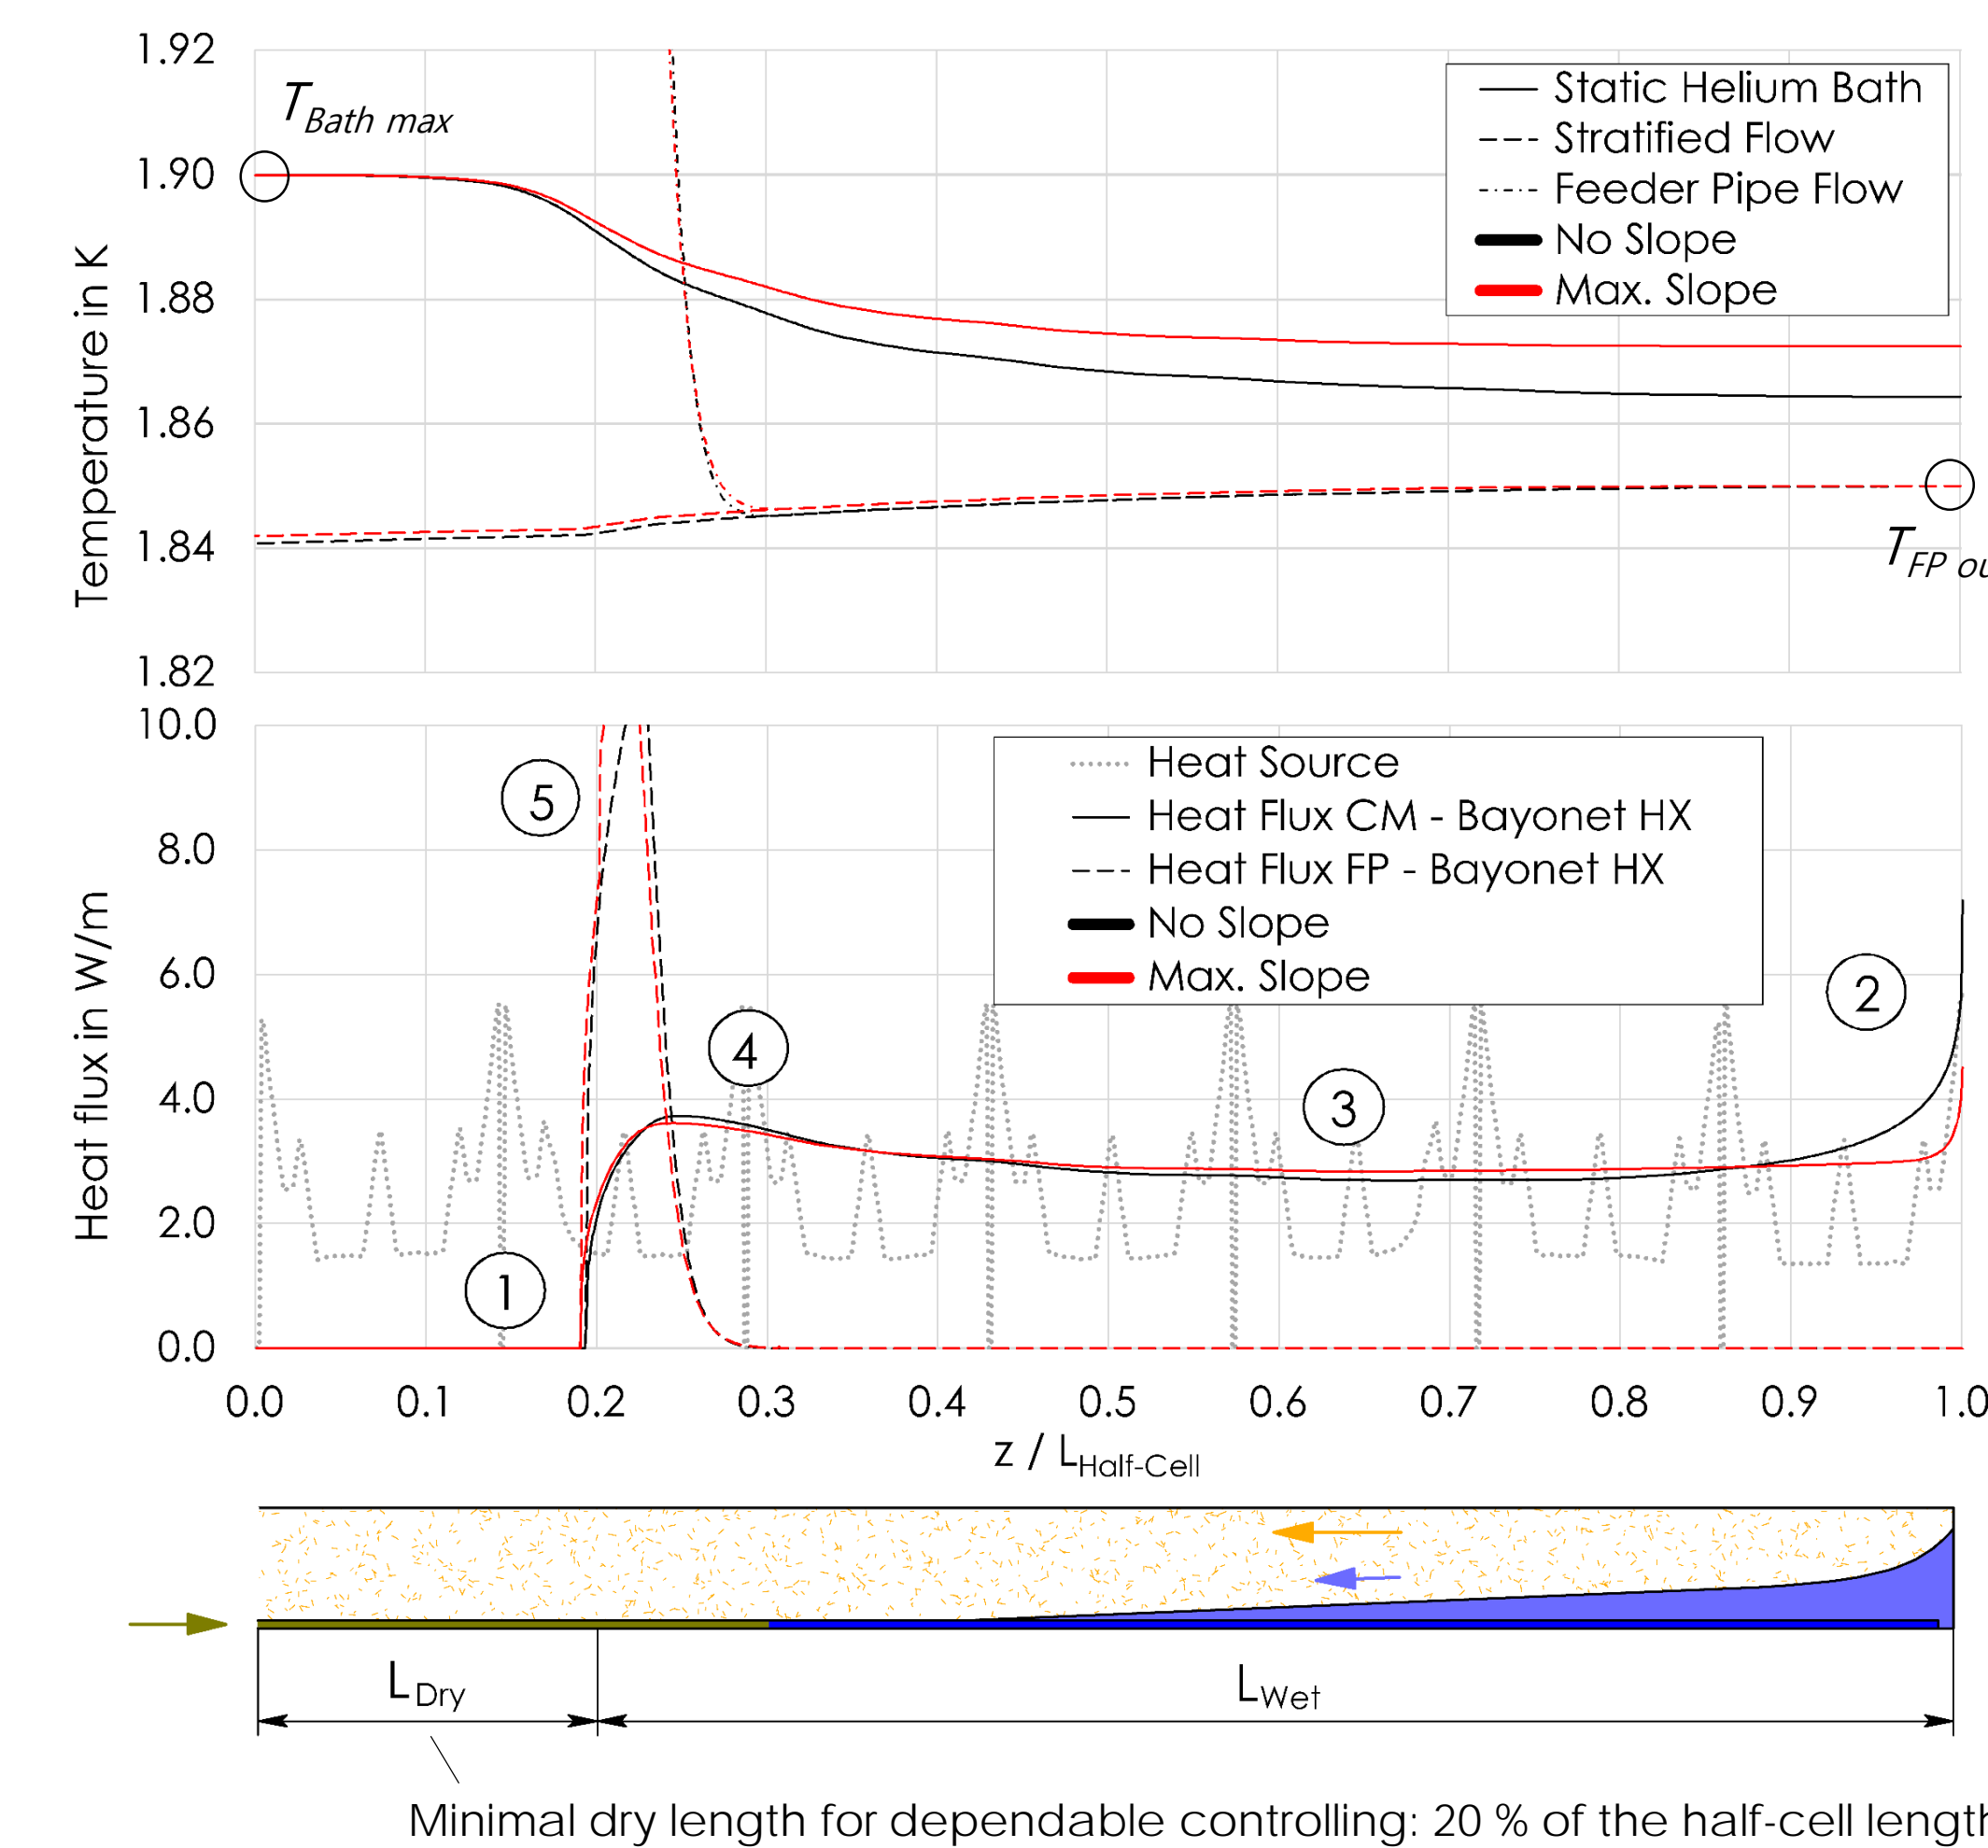 1.92
T Bath max
1.90
1.88
1.86
1.84
1.82
Temperature in K
Static Helium Bath
Stratified Flow
Feeder Pipe Flow
No Slope
Max. Slope
T FP ou
10.0
8.0
6.0
4.0
2.0
0.0
Heat flux in W/m
Heat Source
Heat Flux CM - Bayonet HX
Heat Flux FP - Bayonet HX
No Slope
Max. Slope
5
2
4
3
1
0.0 0.1 0.2 0.3 0.4 0.5 0.6 0.7 0.8 0.9 1.0
z / L Half-Cell
L Dry
L Wet
Minimal dry length for dependable controlling: 20 % of the half-cell length